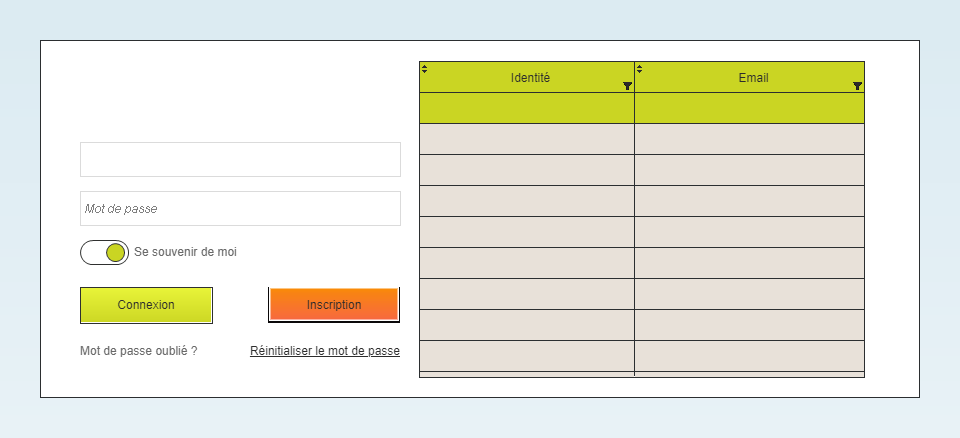 Identité
Email
Mot de passe
Se souvenir de moi
Connexion
Inscription
Mot de passe oublié ?
Réinitialiser le mot de passe